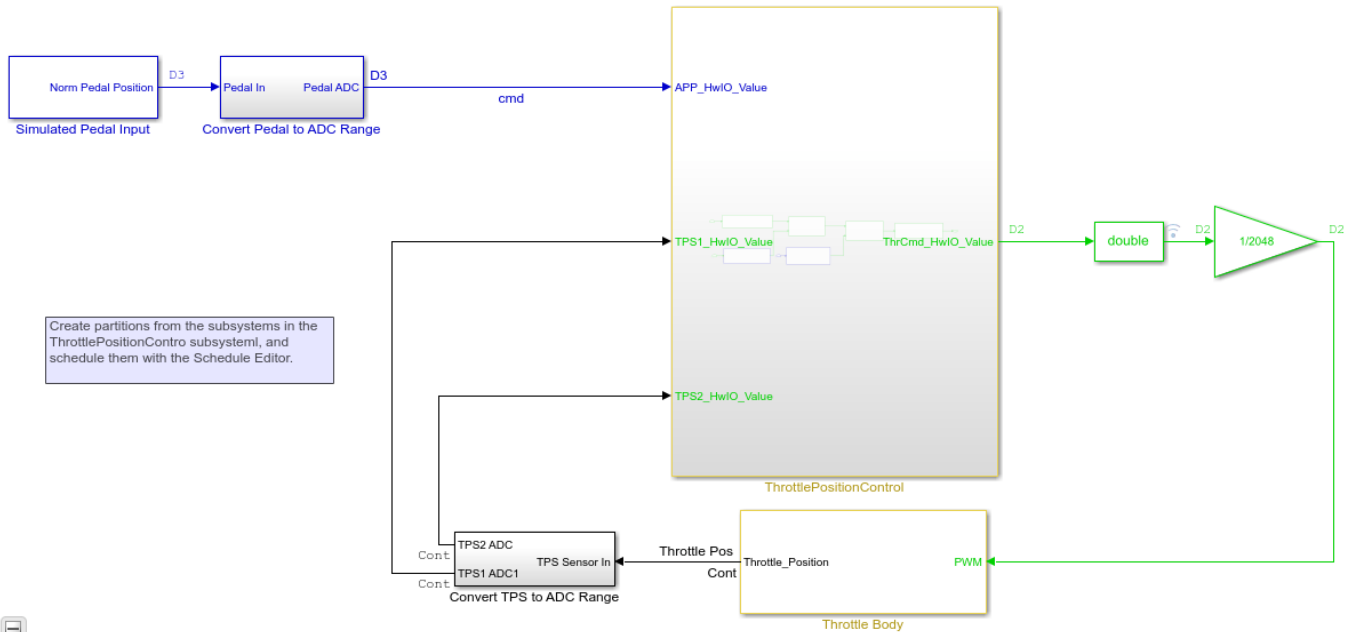 Norm Pedal Position
D3
Pedal In
Pedal ADC
D3
cmd
APP_HwIO_Value
Simulated Pedal Input
Convert Pedal to ADC Range
TPS1_HwIO_Value
ThrCmd_HwIO_Value
D2
double
D2
1/2048
D2
Create partitions from the subsystems in the
ThrottlePositionContro subsysteml, and
schedule them with the Schedule Editor.
TPS2_HwIO_Value
ThrottlePositionControl
TPS2 ADC
Cont
TPS Sensor In
TPS1 ADC1
Cont
Convert TPS to ADC Range
Throttle Pos
Cont
Throttle_Position
PWM
Throttle Body